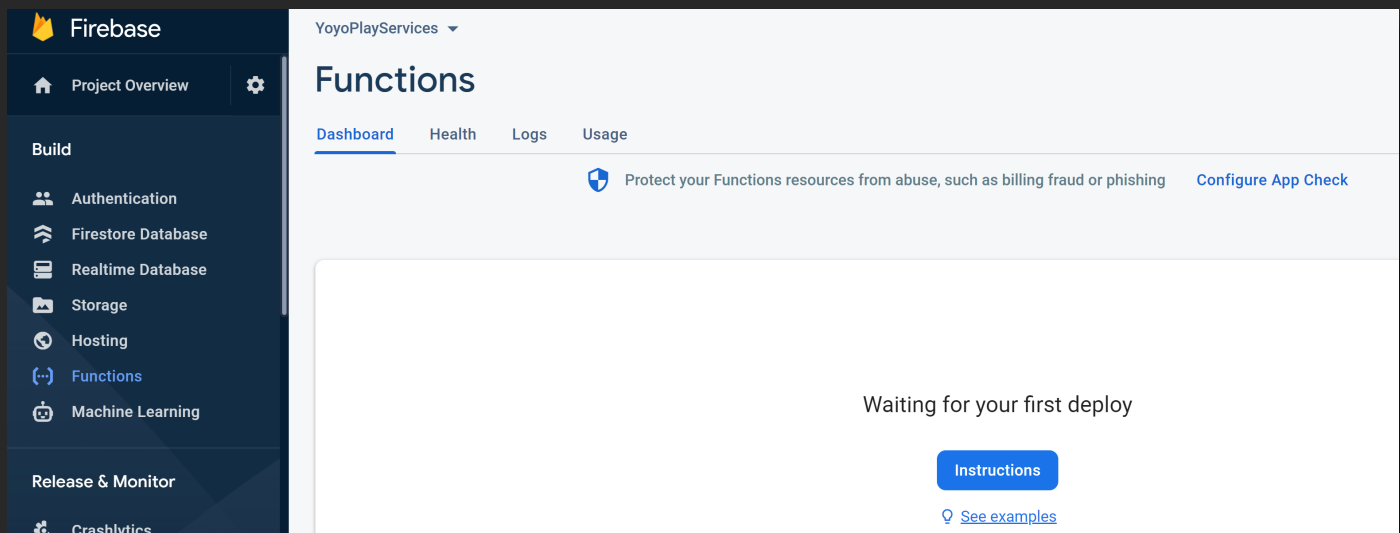 Firebase
Project Overview
Build
Authentication
Firestore Database
Realtime Database
Storage
Hosting
Functions
Machine Learning
Release & Monitor
Crashlytics
YoyoPlayServices
Functions
Dashboard Health Logs Usage
Protect your Functions resources from abuse, such as billing fraud or phishing Configure App Check
Waiting for your first deploy
Instructions
See examples